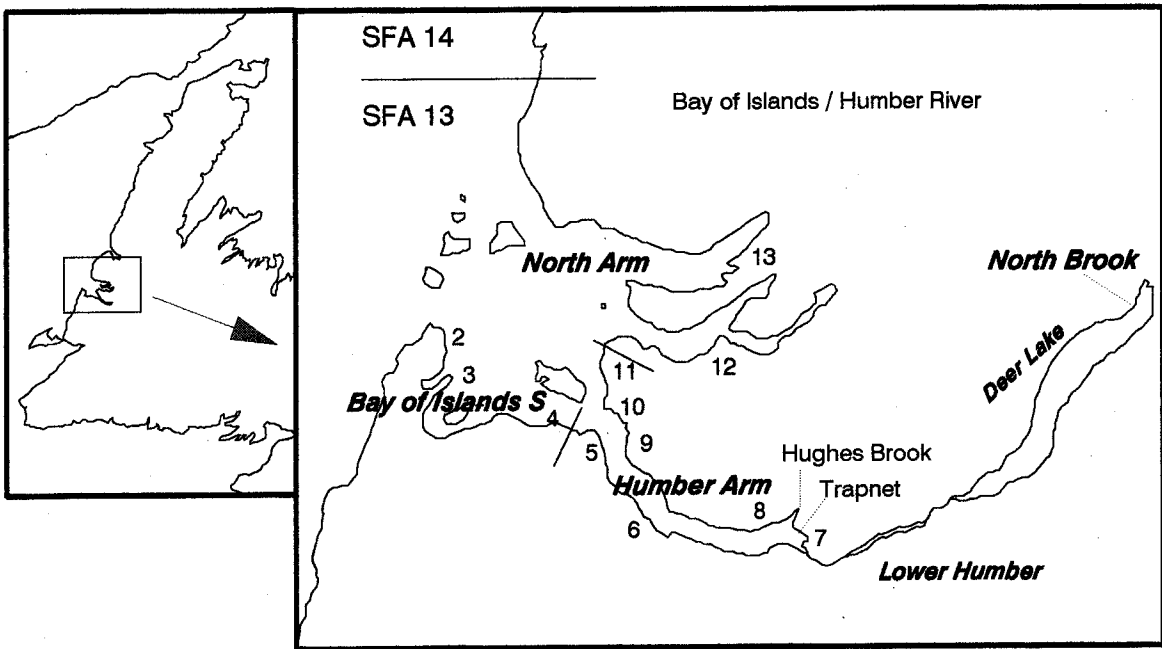 SFA 14
SFA 13
Bay of Islands / Humber River
North Arm
13
North Brook
2
3
11
12
Deer Lake
Bay of Islands S
4
10
5
9
Hughes Brook
Humber Arm
Trapnet
8
6
7
Lower Humber